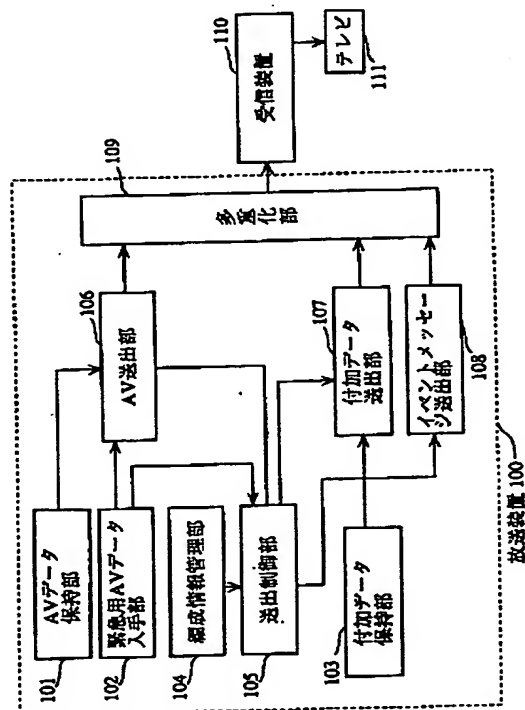 101
AVデータ
保持部
102
緊急用AVデータ
入手部
104
編成情報管理部
105
送出制御部
103
付加データ
保持部
106
AV送出部
107
付加データ
送出部
イベントメッセー
ジ送出部
108
109
多重化部
110
受信装置
テレビ
111
放送装置100